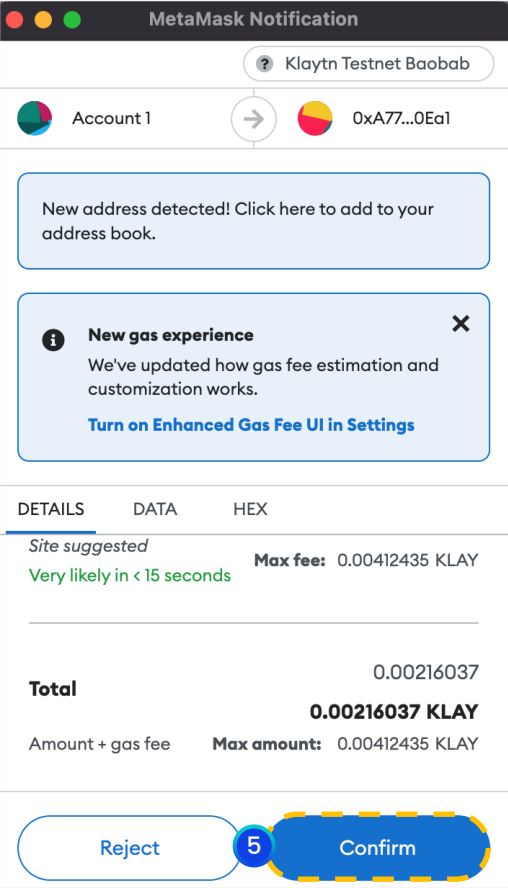 MetaMask Notification
? Klaytn Testnet Baobab
Account 1
0xA77...0Ea1
New address detected! Click here to add to your
address book.
New gas experience
We've updated how gas fee estimation and
customization works.
Turn on Enhanced Gas Fee UI in Settings
DETAILS DATA HEX
Site suggested
Very likely in < 15 seconds
Max fee: 0.00412435 KLAY
0.00216037
Total
0.00216037 KLAY
Amount + gas fee Max amount: 0.00412435 KLAY
Reject 5 Confirm